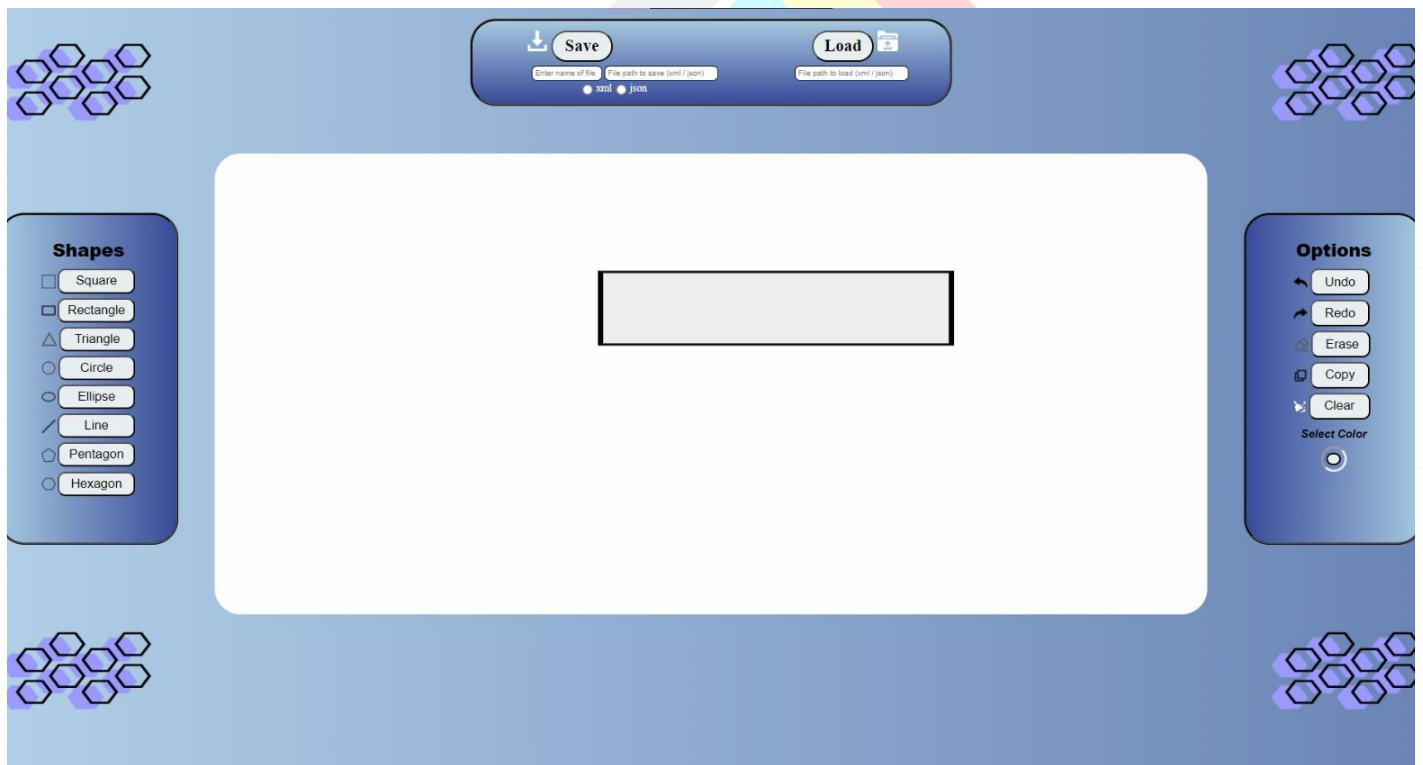 Save
Load
Enter name of file
File path to save (xml / json)
File path to load (xml / json)
xml
json
Shapes
Square
Rectangle
Triangle
Circle
Ellipse
Line
Pentagon
Hexagon
Options
Undo
Redo
Erase
Copy
Clear
Select Color